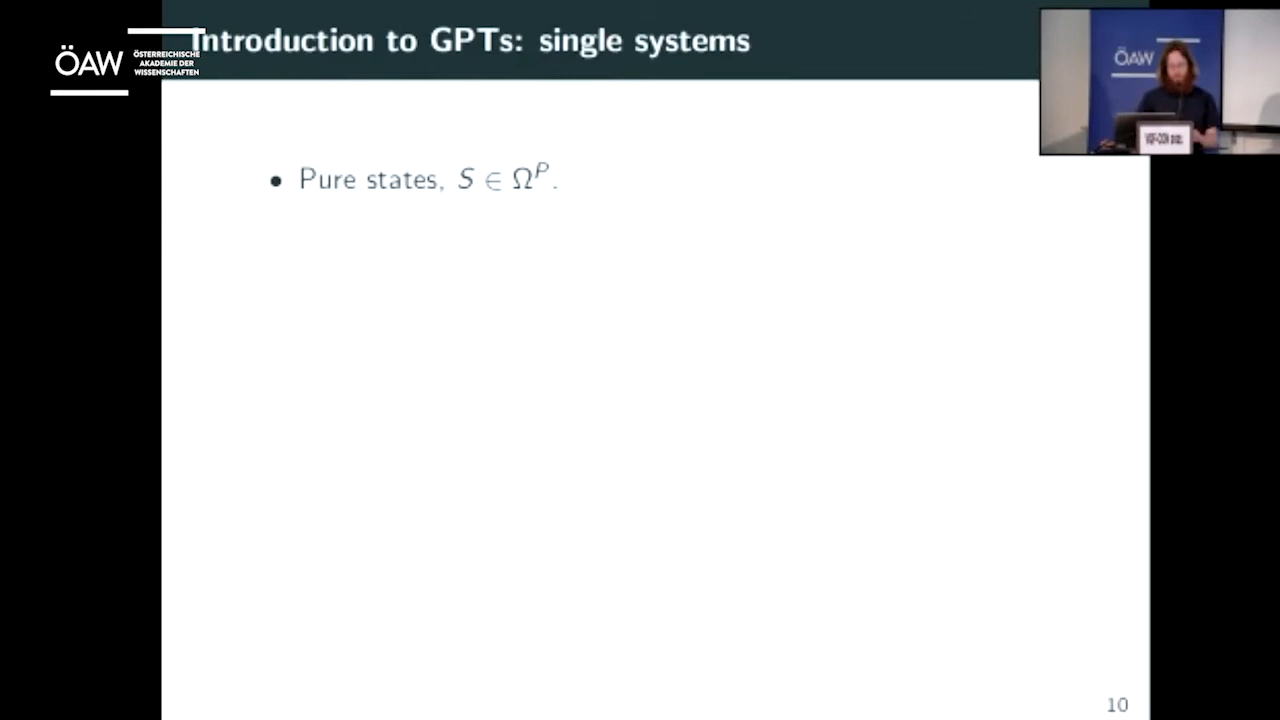 Introduction to GPTs: single systems
ÖAW
ÖSTERREICHISCHE
AKADEMIE DER
WISSENSCHAFTEN
ÖAW
• Pure states, S ∈ Ω^P.
10